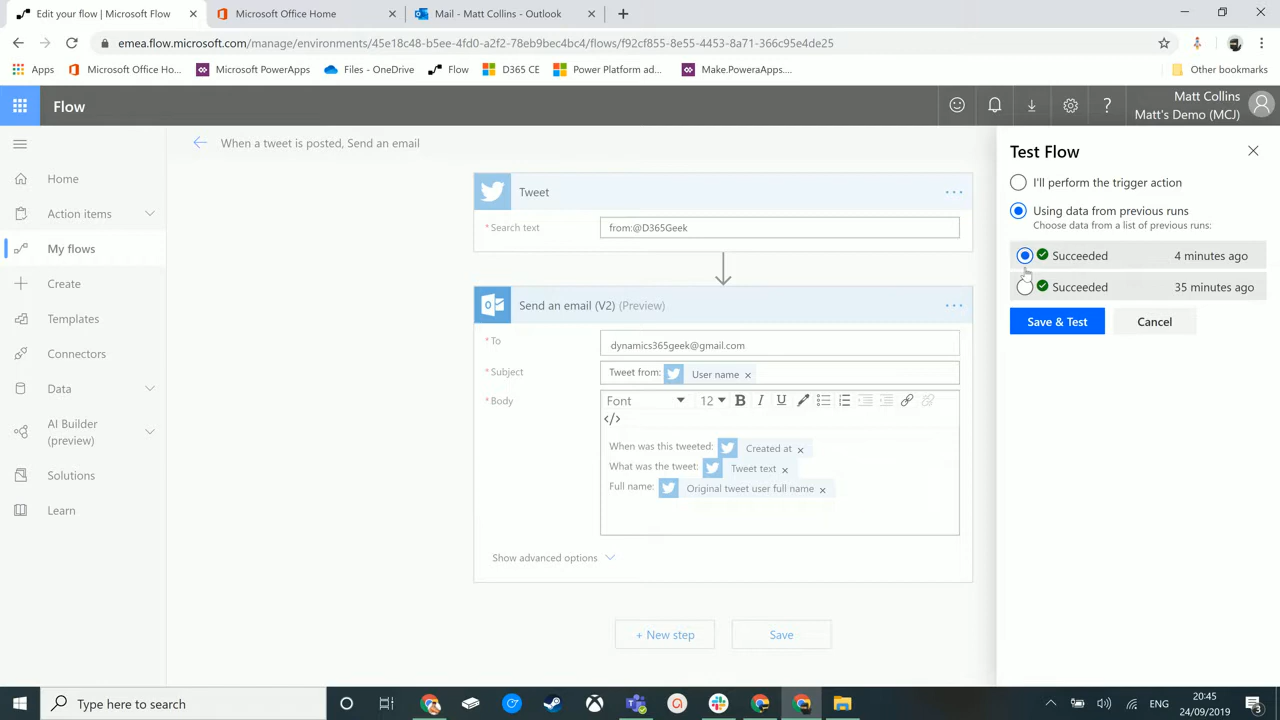 Edit your flow | Microsoft Flow
Microsoft Office Home
Mail - Matt Collins - Outlook
emea.flow.microsoft.com/manage/environments/45e18c48-b5ee-4fd0-a2f2-78eb9bec4bc4/flows/f92cf855-8e55-4453-8a71-366c95e4de25
Apps
Microsoft Office Ho...
Microsoft PowerApps
Files - OneDrive
Flow
D365 CE
Power Platform ad...
Make.PoweraApps....
Other bookmarks
Flow
Matt Collins
Matt's Demo (MCJ)
Home
Action items
My flows
Create
Templates
Connectors
Data
AI Builder
(preview)
Solutions
Learn
When a tweet is posted, Send an email
Tweet
* Search text
from:@D365Geek
Send an email (V2) (Preview)
* To
dynamics365geek@gmail.com
* Subject
Tweet from: User name ×
* Body
Font 12 B I U
</>
When was this tweeted: Created at ×
What was the tweet: Tweet text ×
Full name: Original tweet user full name ×
Show advanced options
+ New step
Save
Test Flow
I'll perform the trigger action
Using data from previous runs
Choose data from a list of previous runs:
Succeeded 4 minutes ago
Succeeded 35 minutes ago
Save & Test
Cancel
Type here to search
ENG
20:45
24/09/2019
3